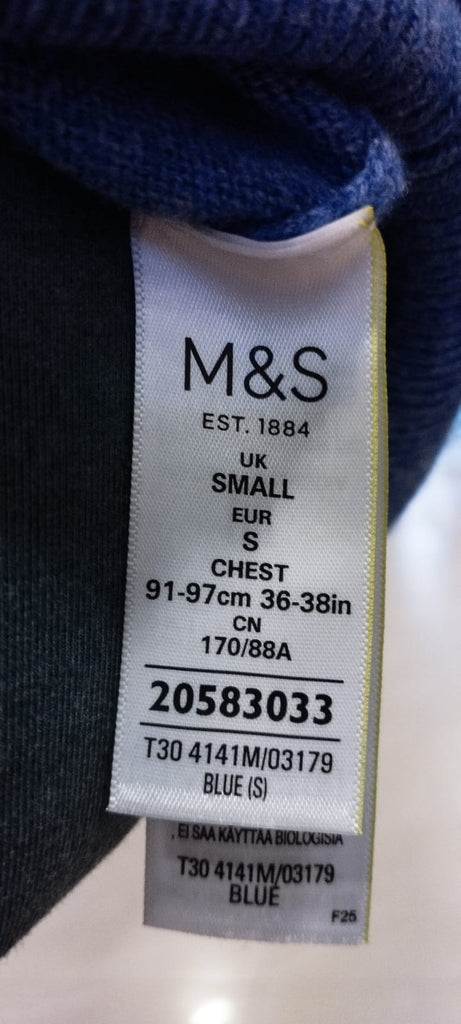 M&S
EST. 1884
UK
SMALL
EUR
S
CHEST
91-97cm 36-38in
CN
170/88A
20583033
T30 4141M/03179
BLUE (S)
, EI SAA KÄYTTÄÄ BIOLOGISIA
T30 4141M/03179
BLUE
F25